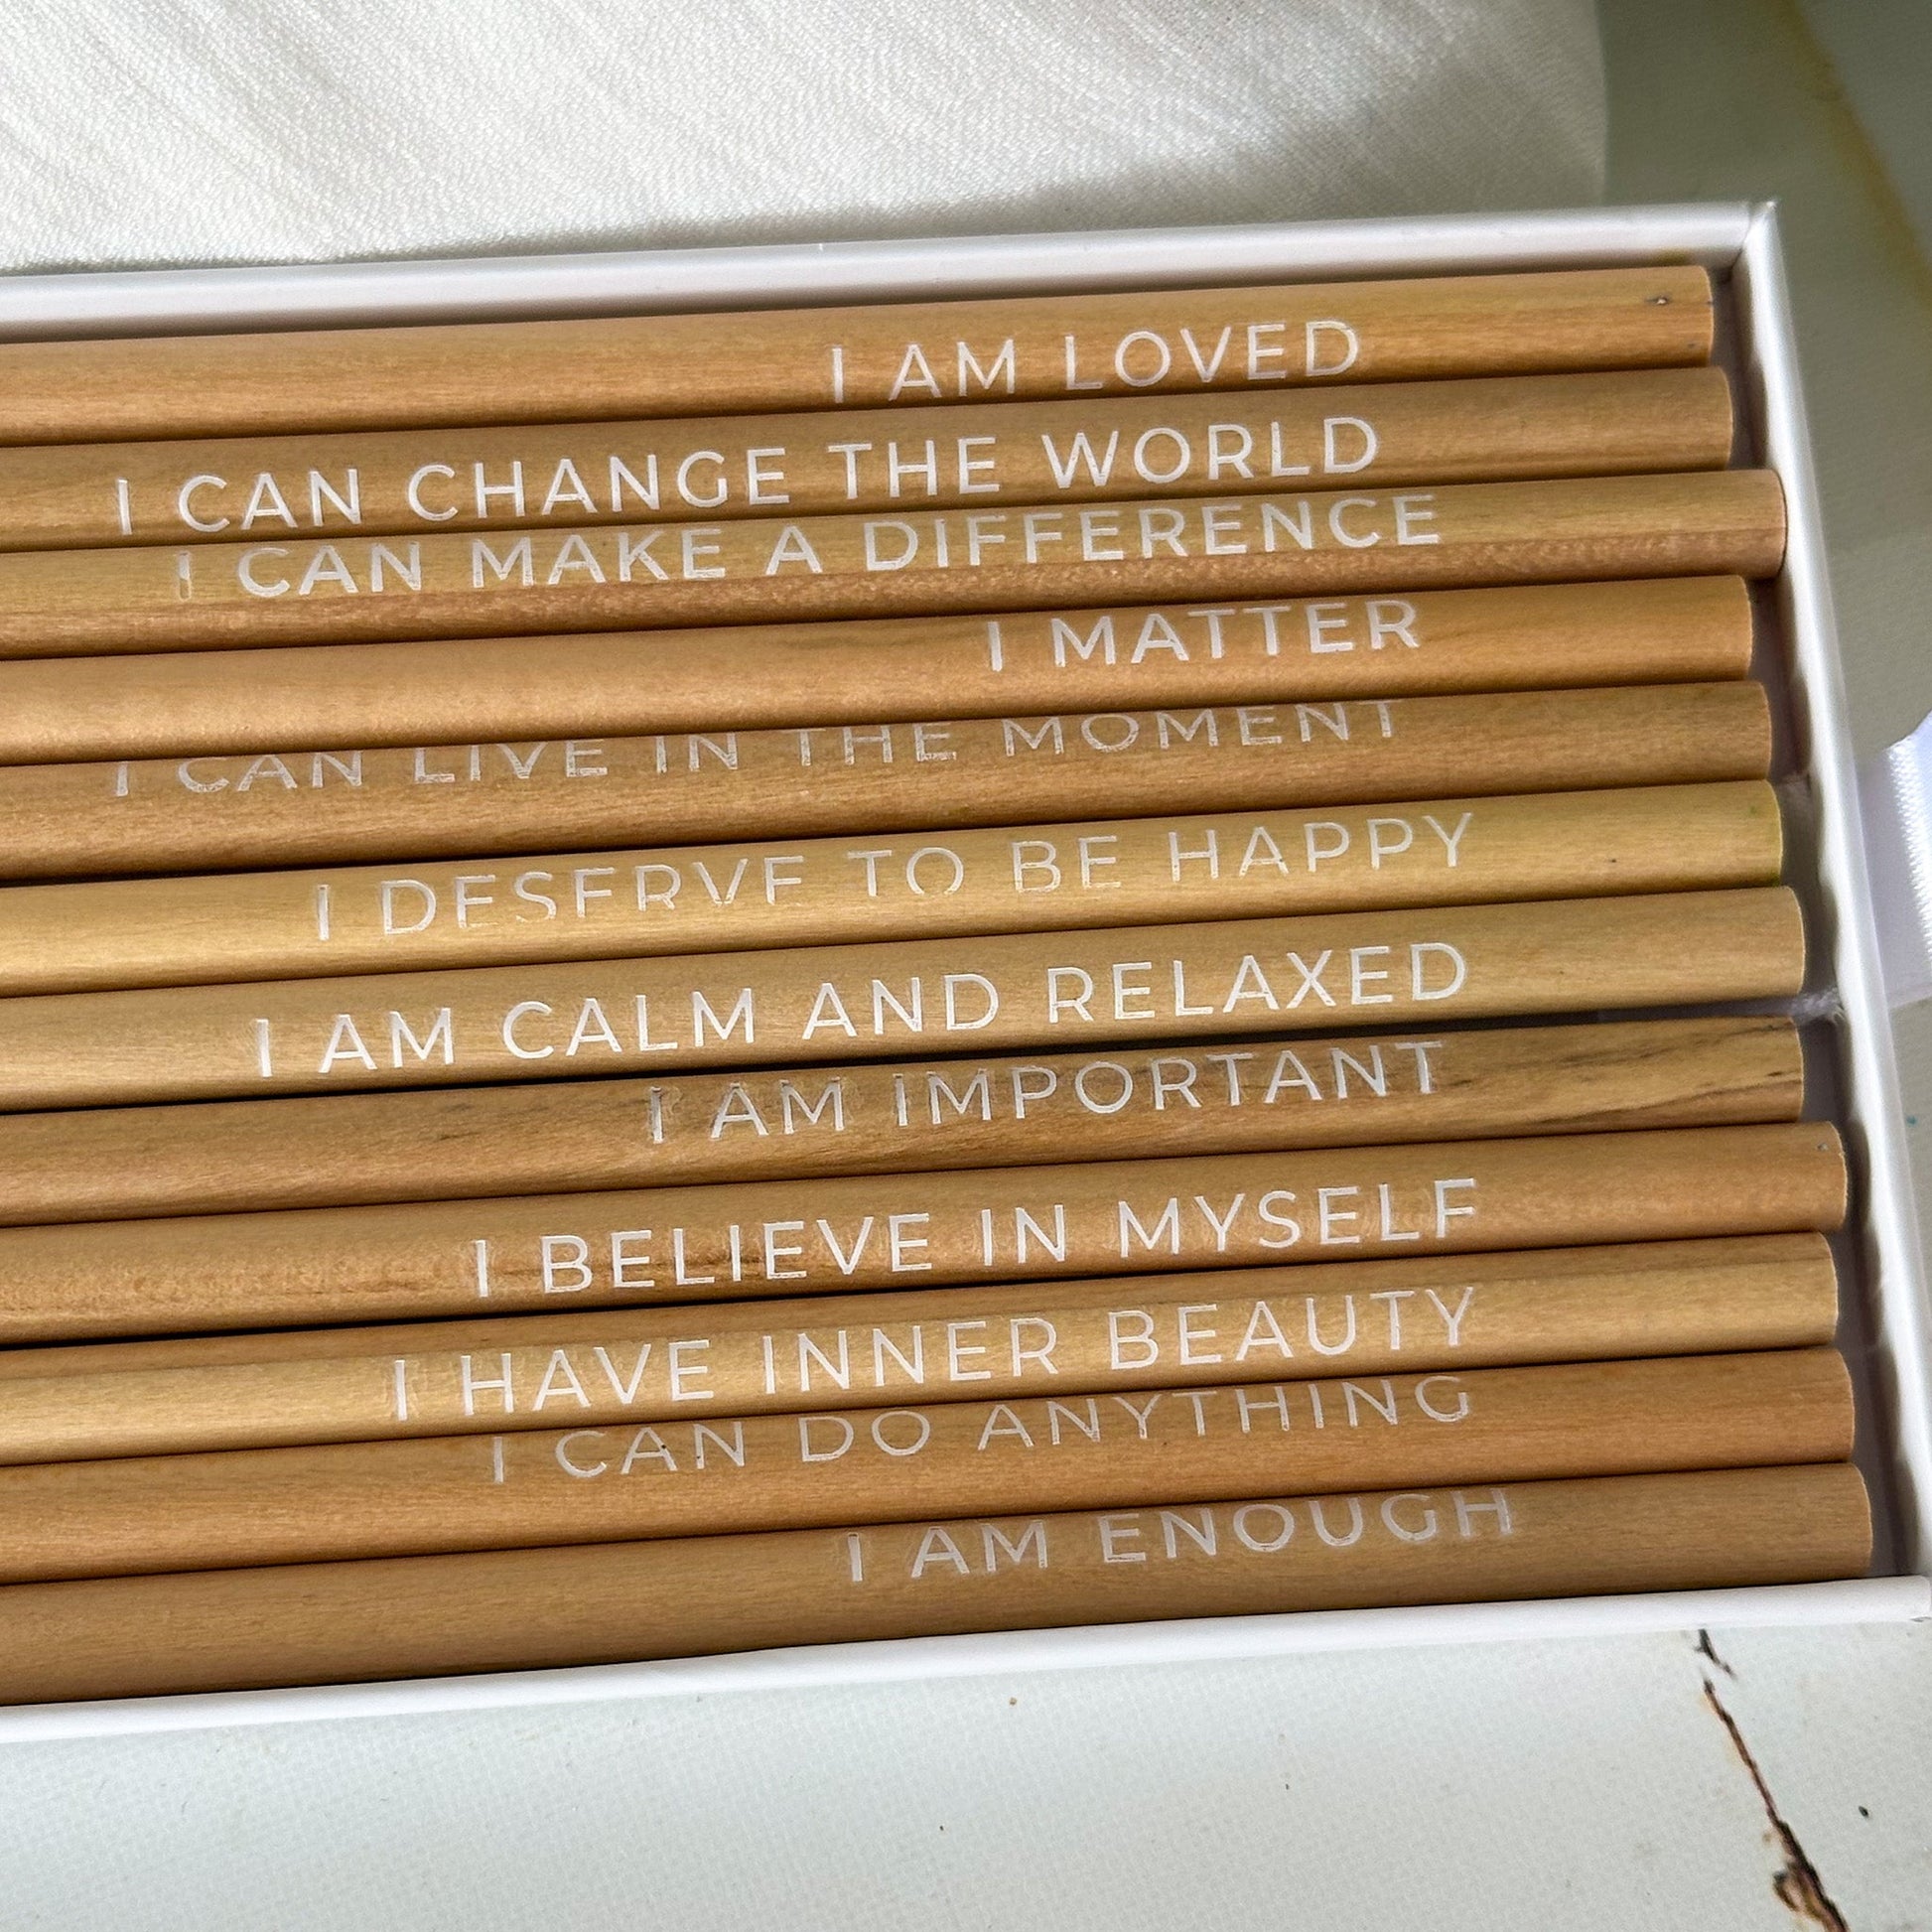 I AM LOVED
I CAN CHANGE THE WORLD
I CAN MAKE A DIFFERENCE
I MATTER
I CAN LIVE IN THE MOMENT
I DESERVE TO BE HAPPY
I AM CALM AND RELAXED
I AM IMPORTANT
I BELIEVE IN MYSELF
I HAVE INNER BEAUTY
I CAN DO ANYTHING
I AM ENOUGH